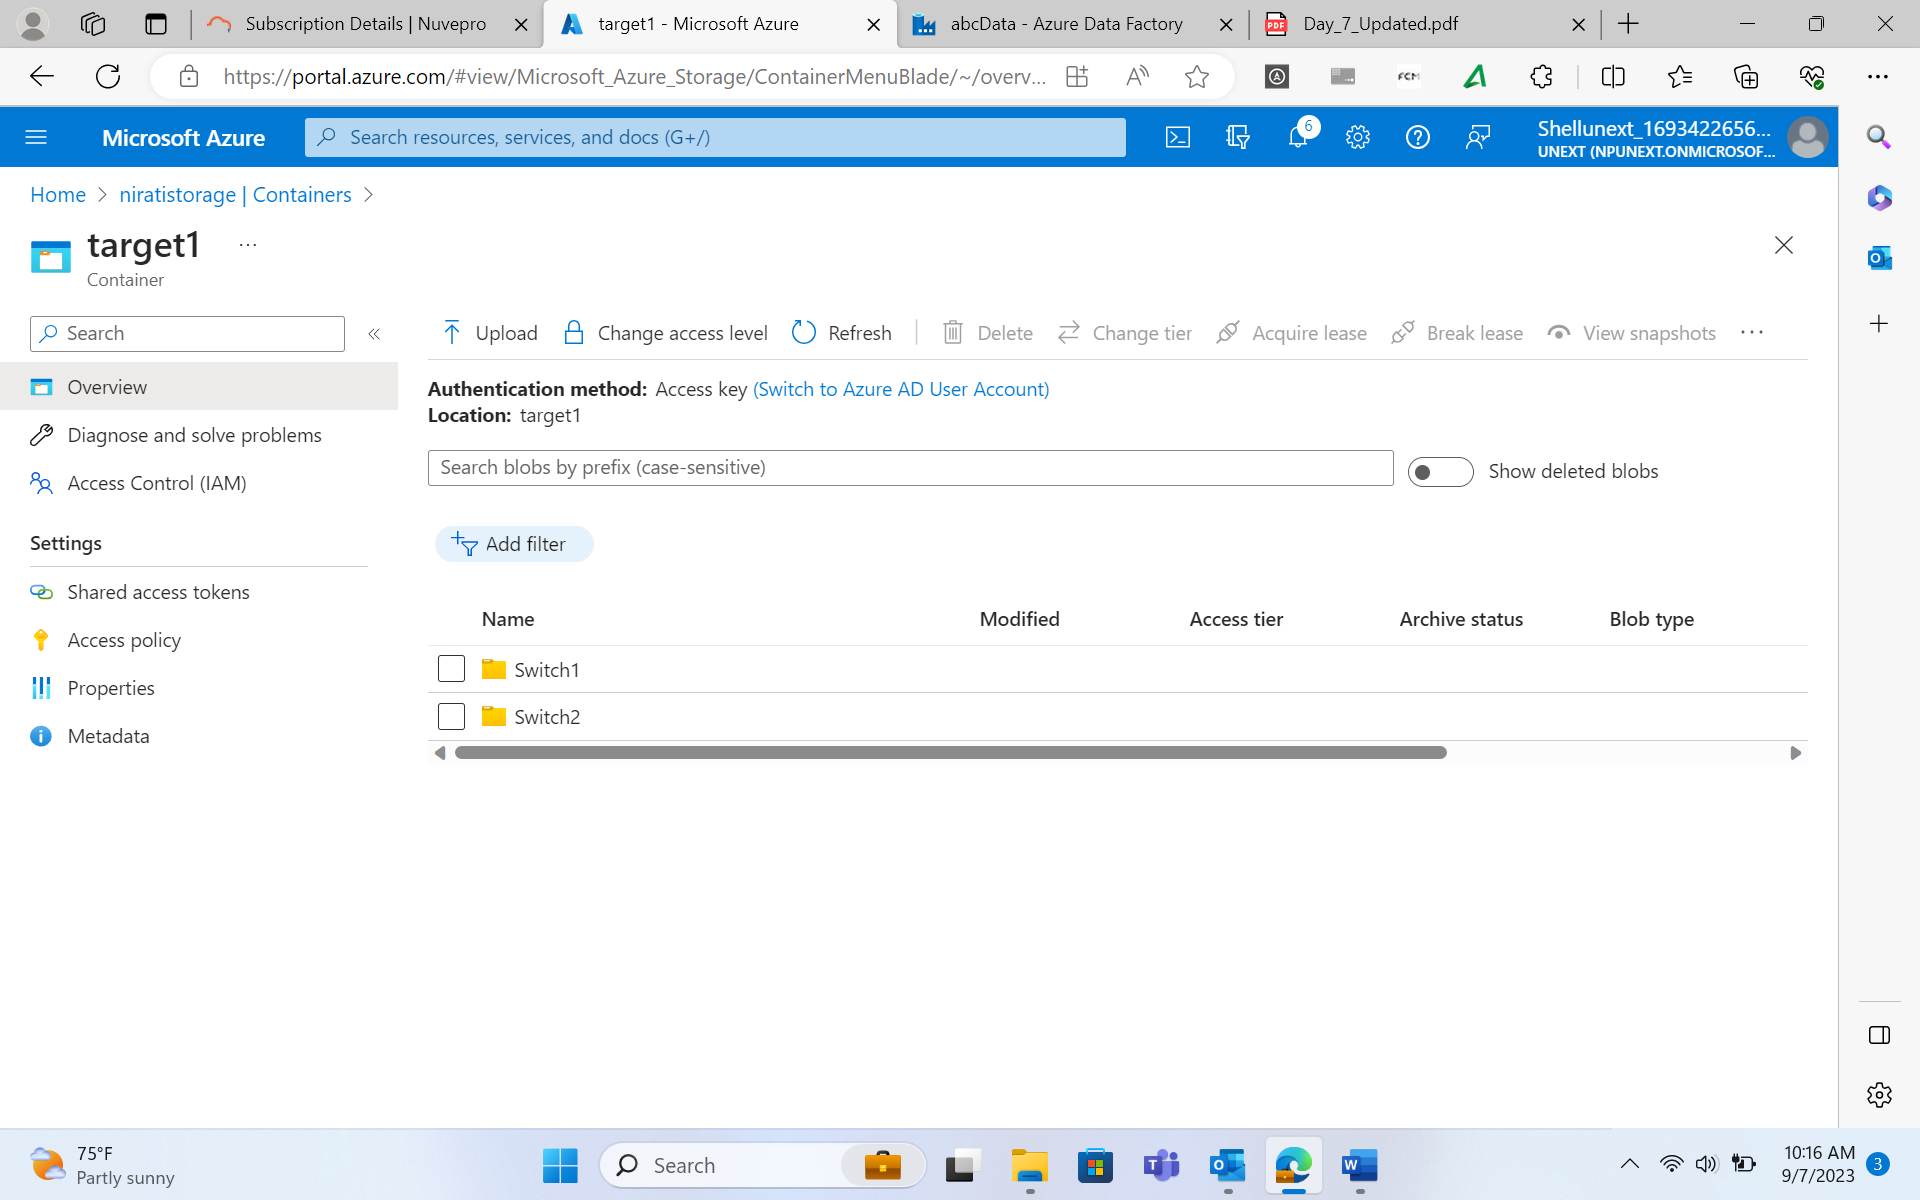 Subscription Details | Nuvepro
target1 - Microsoft Azure
abcData - Azure Data Factory
PDF
Day_7_Updated.pdf
https://portal.azure.com/#view/Microsoft_Azure_Storage/ContainerMenuBlade/~/overv...
FCM
Microsoft Azure
Search resources, services, and docs (G+/)
6
Shellunext_1693422656...
UNEXT (NPUNEXT.ONMICROSOF...
Home > niratistorage | Containers >
target1 ...
Container
Search
Upload
Change access level
Refresh
Delete
Change tier
Acquire lease
Break lease
View snapshots
Overview
Diagnose and solve problems
Access Control (IAM)
Settings
Shared access tokens
Access policy
Properties
Metadata
Authentication method: Access key (Switch to Azure AD User Account)
Location: target1
Search blobs by prefix (case-sensitive)
Show deleted blobs
Add filter
Name Modified Access tier Archive status Blob type
Switch1
Switch2
75°F
Partly sunny
Search
10:16 AM
9/7/2023
3